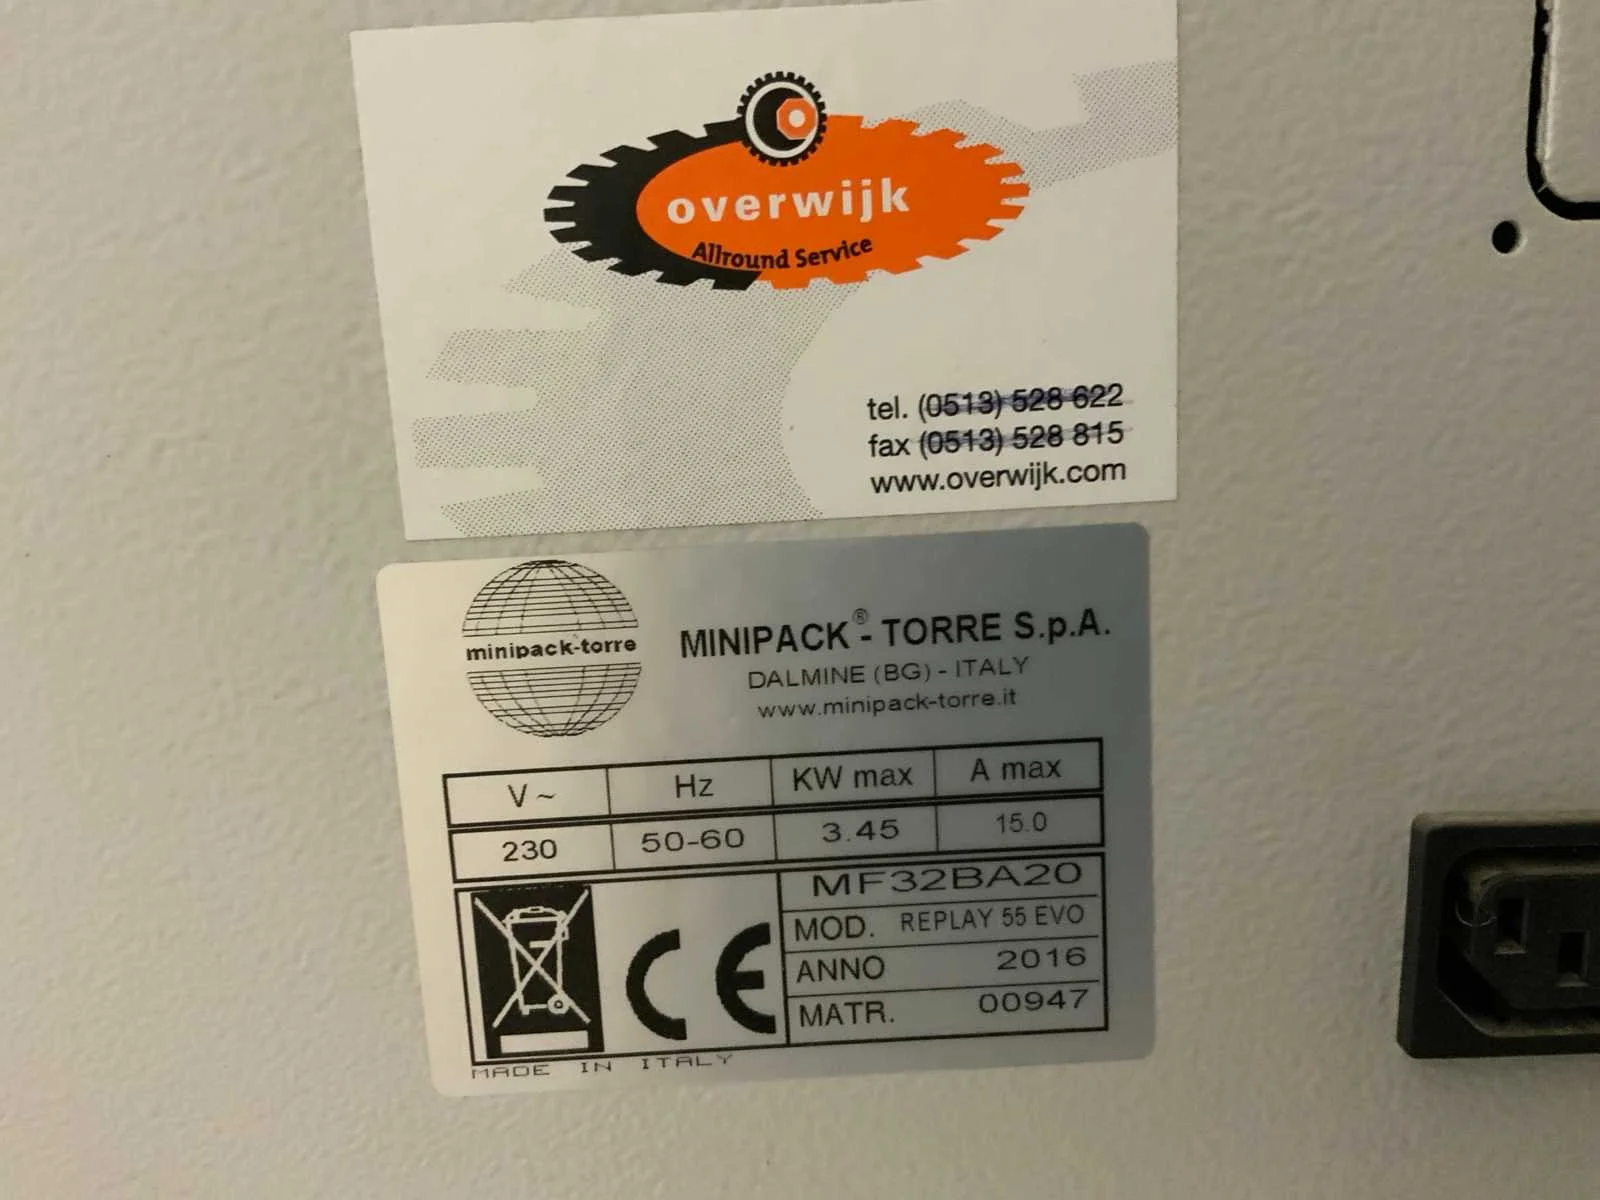 overwijk
Allround Service
tel. (0513) 528 622
fax (0513) 528 815
www.overwijk.com
minipack-torre
MINIPACK® - TORRE S.p.A.
DALMINE (BG) - ITALY
www.minipack-torre.it
V~ Hz KW max A max
230 50-60 3.45 15.0
MF32BA20
MOD. REPLAY 55 EVO
ANNO 2016
MATR. 00947
CE
MADE IN ITALY